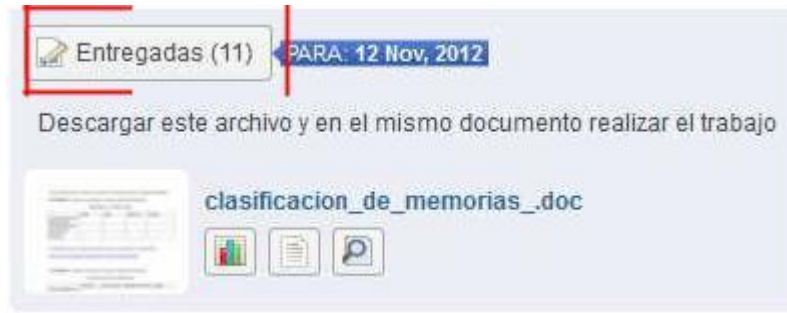 Entregadas (11) PARA: 12 Nov, 2012
Descargar este archivo y en el mismo documento realizar el trabajo
clasificacion_de_memorias_.doc